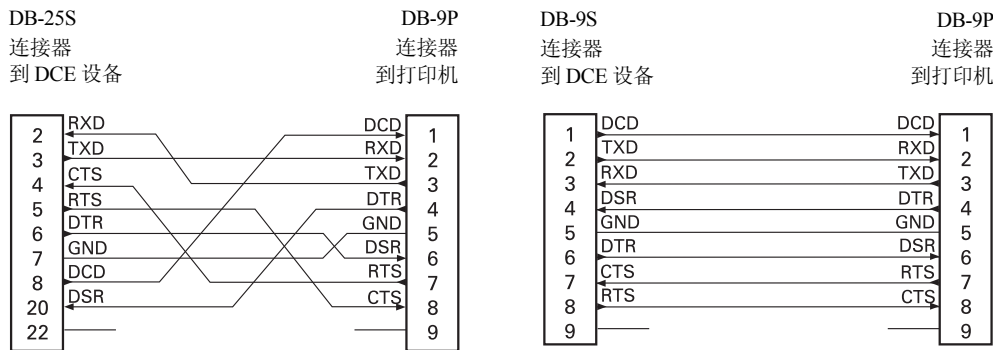 DB-25S DB-9P
连接器 连接器
到 DCE 设备 到打印机
2 RXD DCD 1
3 TXD RXD 2
4 CTS TXD 3
5 RTS DTR 4
6 DTR GND 5
7 GND DSR 6
8 DCD RTS 7
20 DSR CTS 8
22 9
DB-9S DB-9P
连接器 连接器
到 DCE 设备 到打印机
1 DCD DCD 1
2 TXD RXD 2
3 RXD TXD 3
4 DSR DTR 4
5 GND GND 5
6 DTR DSR 6
7 CTS RTS 7
8 RTS CTS 8
9 9